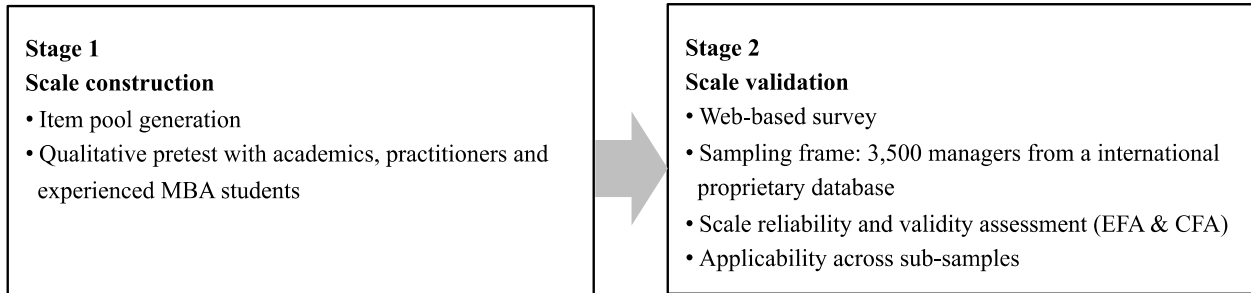 Stage 1
Scale construction
• Item pool generation
• Qualitative pretest with academics, practitioners and
experienced MBA students
Stage 2
Scale validation
• Web-based survey
• Sampling frame: 3,500 managers from a international
proprietary database
• Scale reliability and validity assessment (EFA & CFA)
• Applicability across sub-samples